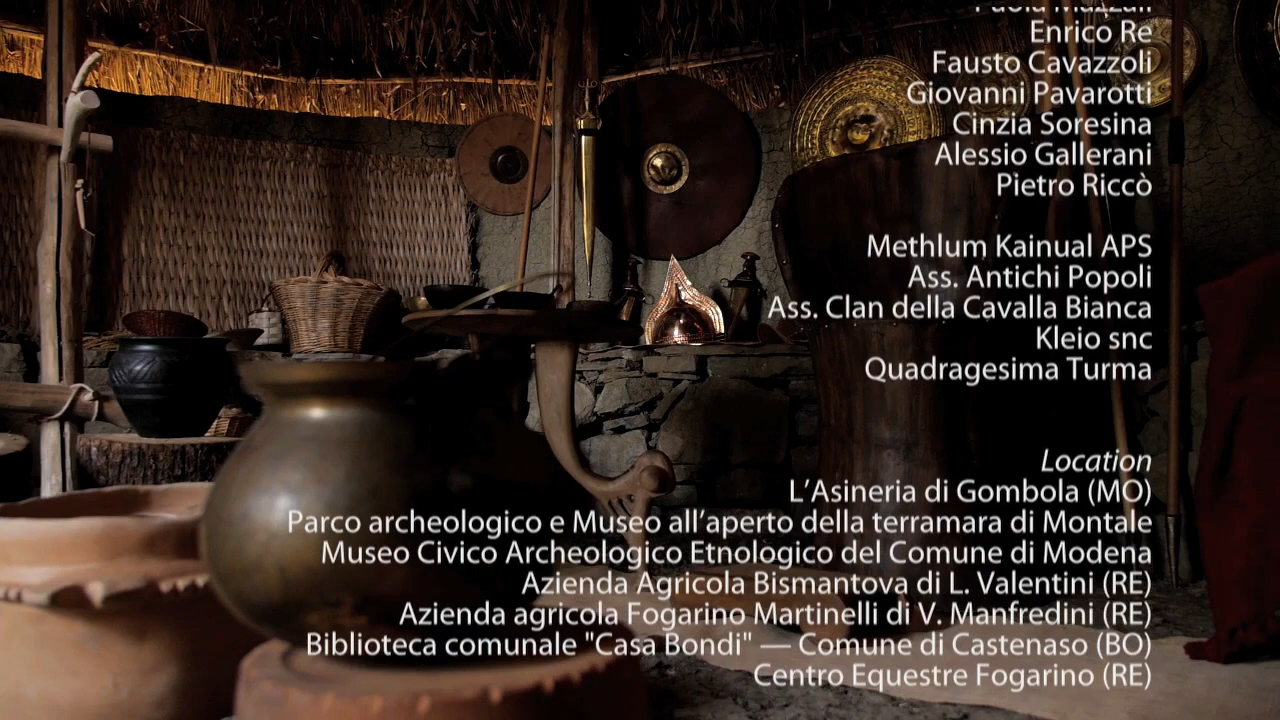 Enrico Re
Fausto Cavazzoli
Giovanni Pavarotti
Cinzia Soresina
Alessio Gallerani
Pietro Riccò
Methlum Kainual APS
Ass. Antichi Popoli
Ass. Clan della Cavalla Bianca
Kleio snc
Quadragesima Turma
Location
L'Asineria di Gombola (MO)
Parco archeologico e Museo all'aperto della terramara di Montale
Museo Civico Archeologico Etnologico del Comune di Modena
Azienda Agricola Bismantova di L. Valentini (RE)
Azienda agricola Fogarino Martinelli di V. Manfredini (RE)
Biblioteca comunale "Casa Bondi" — Comune di Castenaso (BO)
Centro Equestre Fogarino (RE)